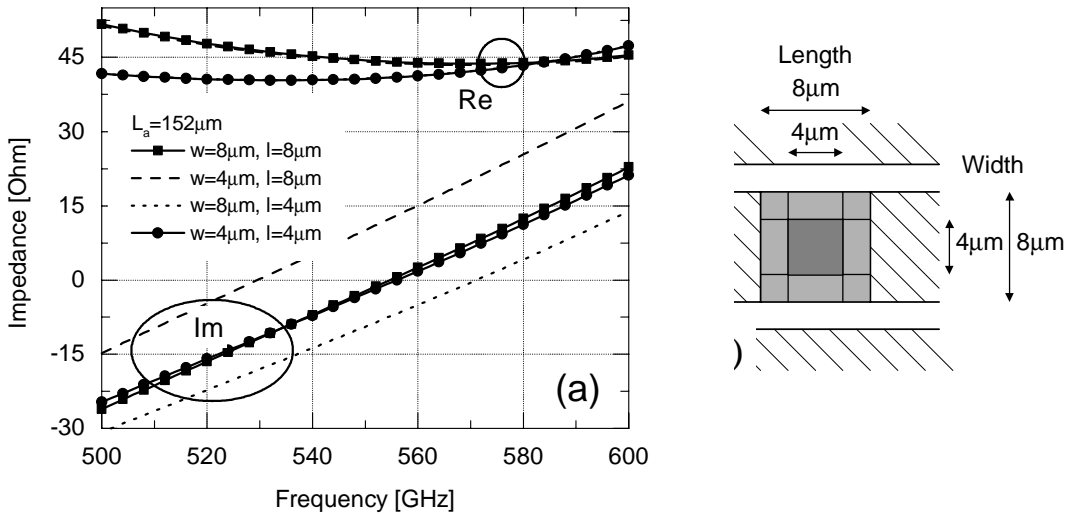 Impedance [Ohm]
45
30
15
0
-15
-30
Re
L_a=152μm
w=8μm, l=8μm
w=4μm, l=8μm
w=8μm, l=4μm
w=4μm, l=4μm
Im
(a)
500 520 540 560 580 600
Frequency [GHz]
Length
8μm
4μm
Width
4μm 8μm
)